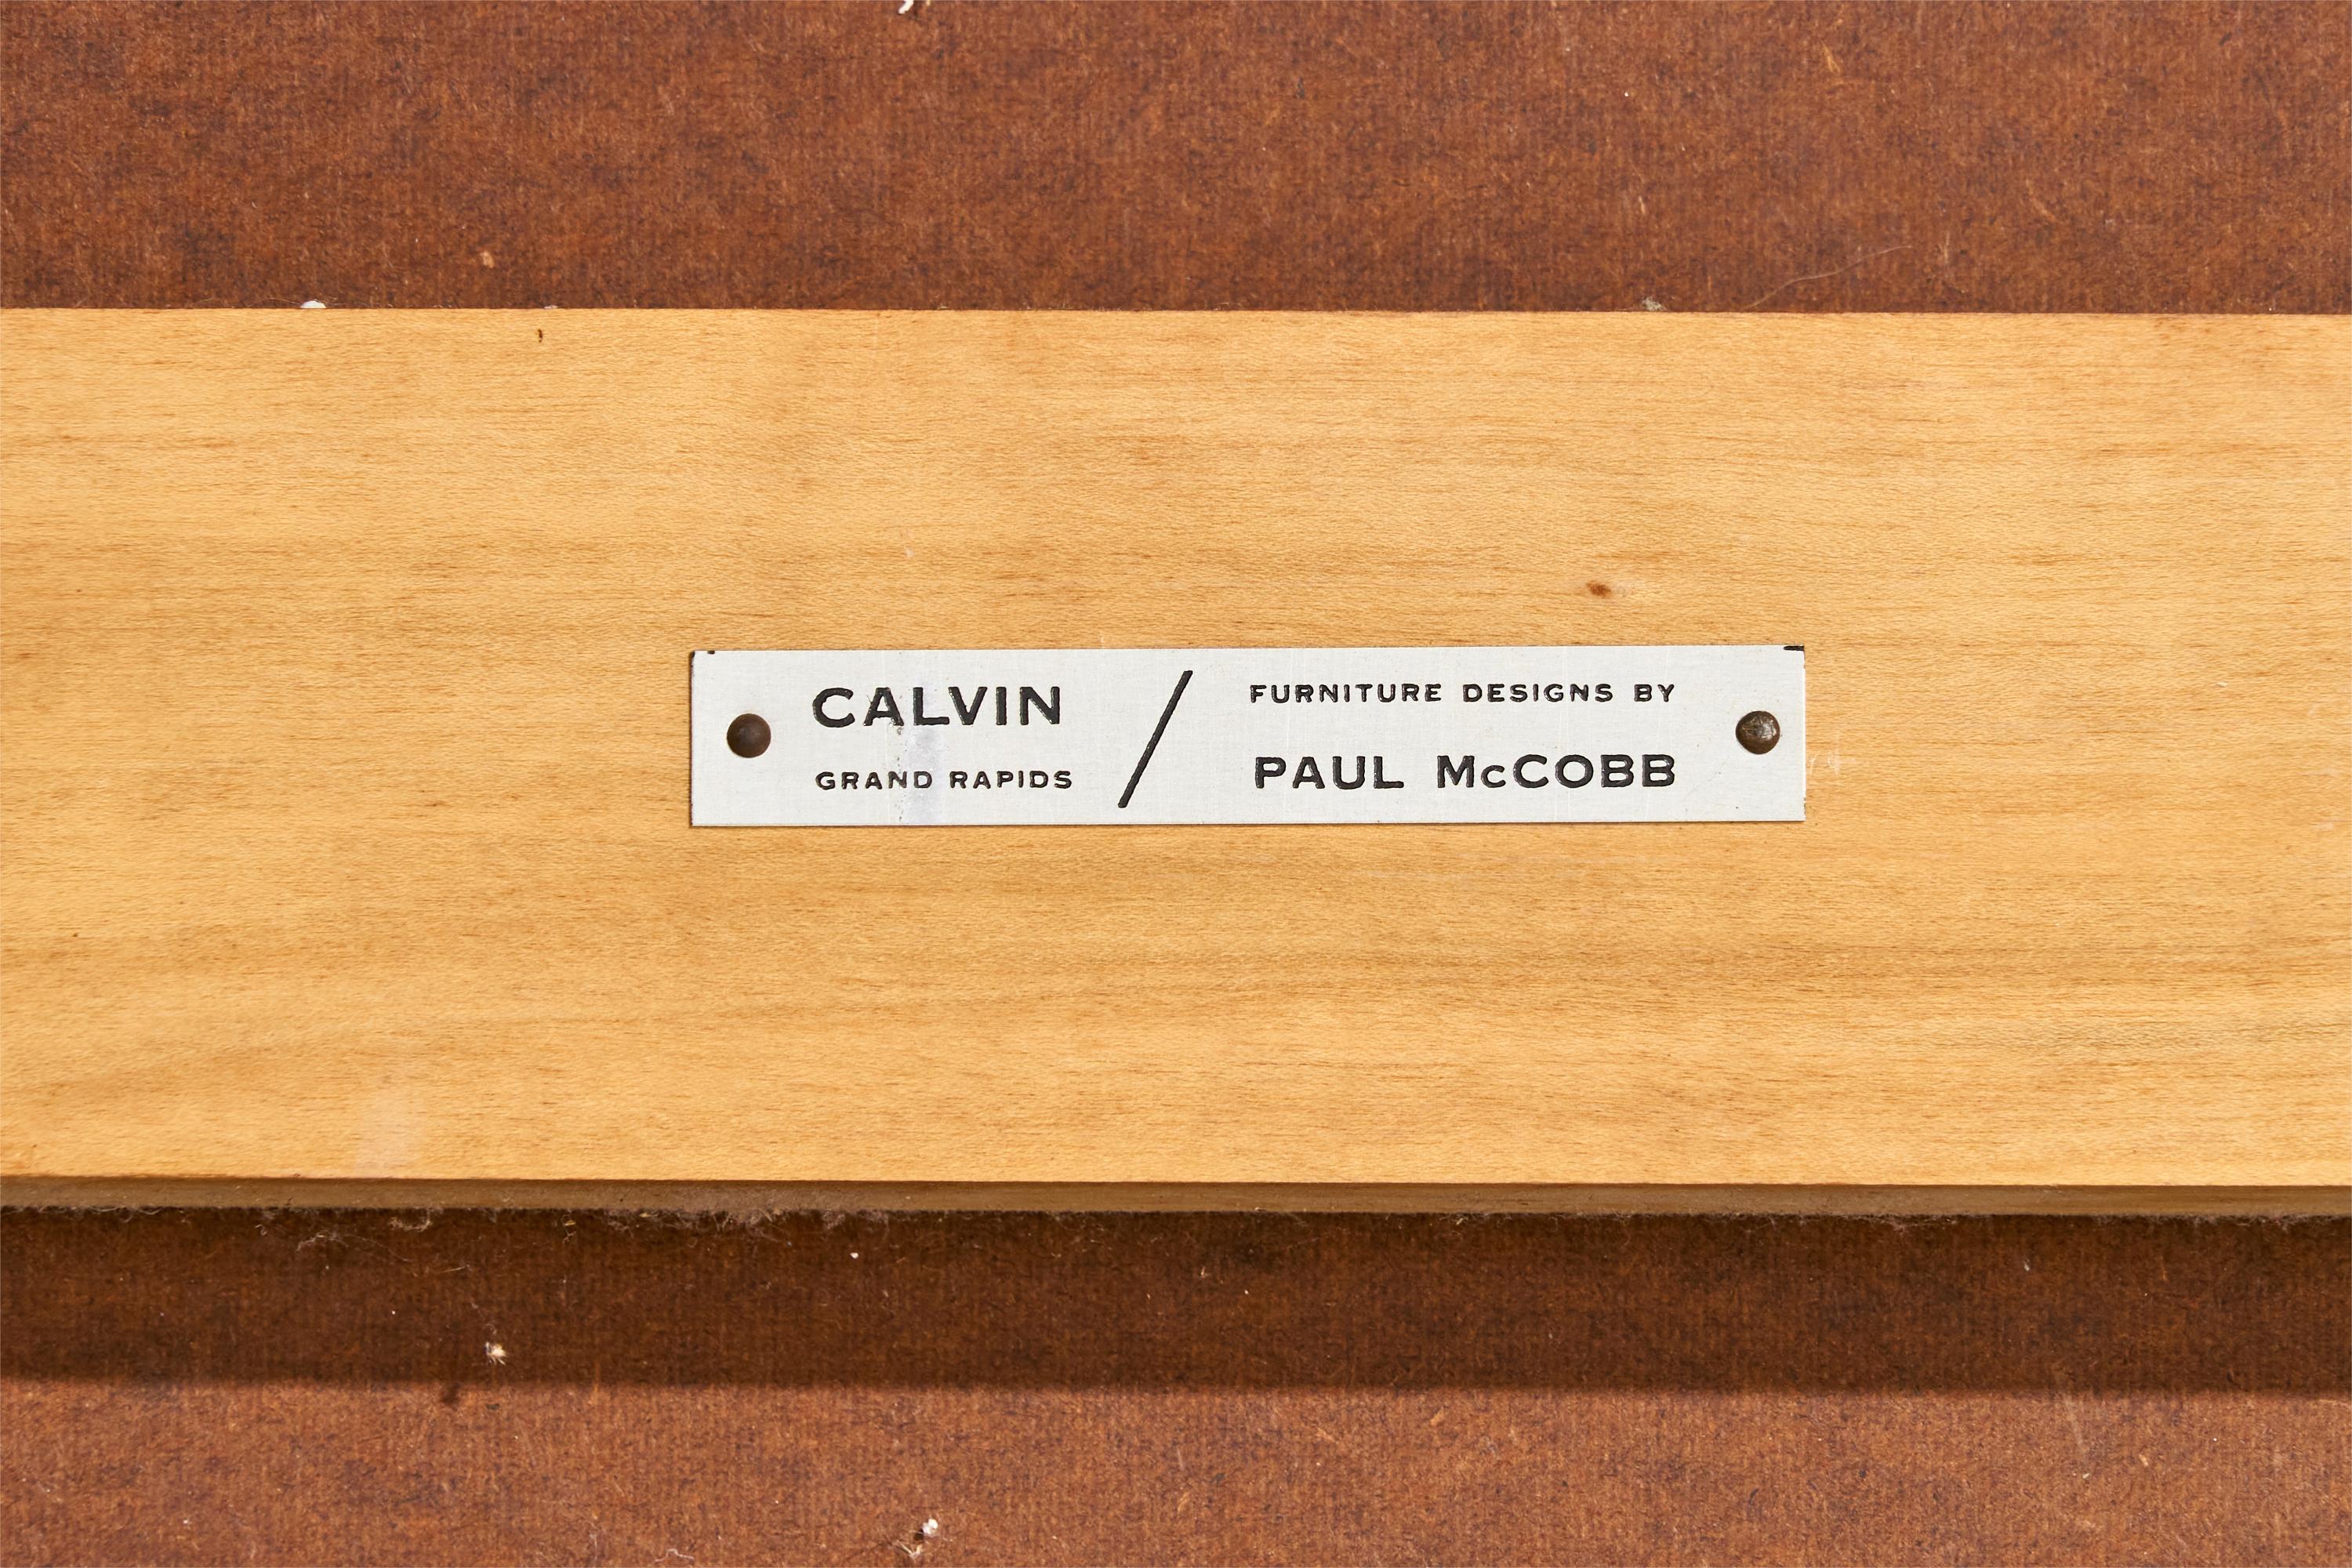 CALVIN
GRAND RAPIDS
/
FURNITURE DESIGNS BY
PAUL McCOBB